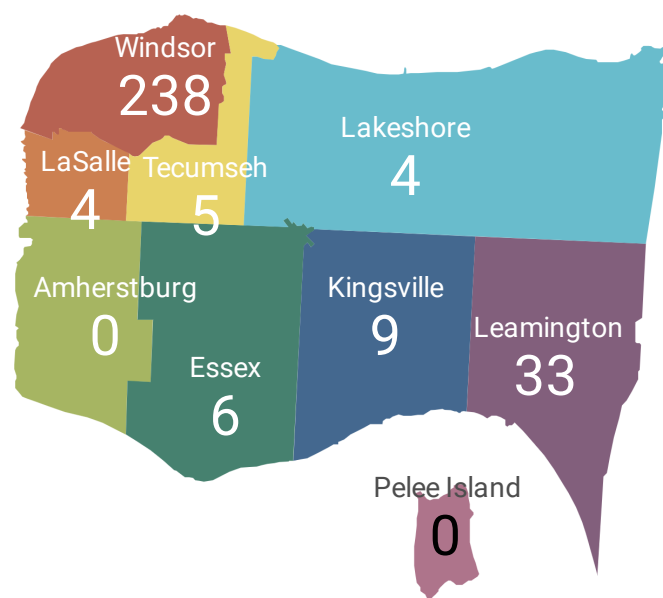 Windsor
238
Lakeshore
4
LaSalle
4
Tecumseh
5
Amherstburg
0
Essex
6
Kingsville
9
Leamington
33
Pelee Island
0